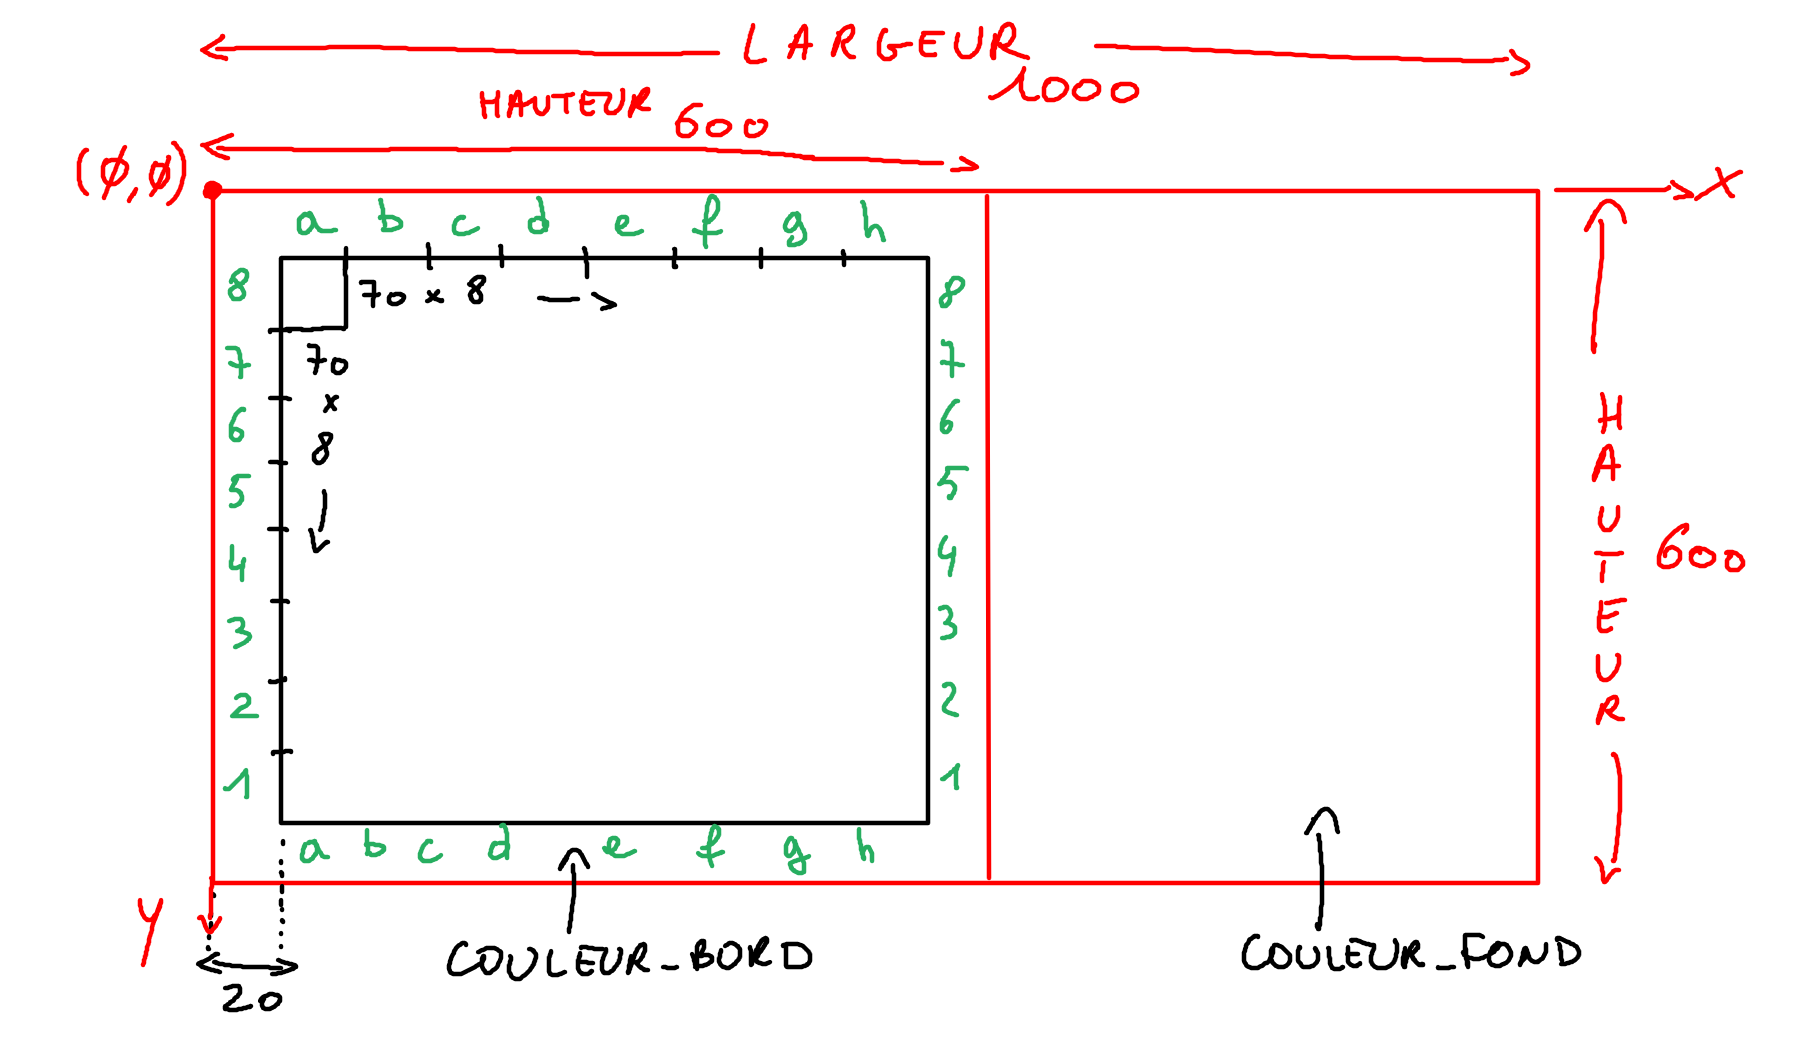 LARGEUR
1000
HAUTEUR 600
(0,0)
X
a b c d e f g h
8 70 x 8 8
7 70 7
6 x 6
8
5 5
4 4
3 3
2 2
1 1
a b c d e f g h
HAUTEUR
600
Y
20
COULEUR_BORD
COULEUR_FOND